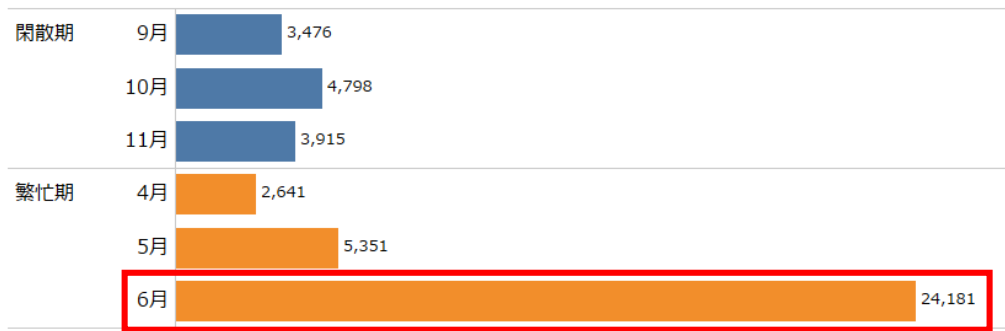 閑散期 9月 3,476
10月 4,798
11月 3,915
繁忙期 4月 2,641
5月 5,351
6月 24,181